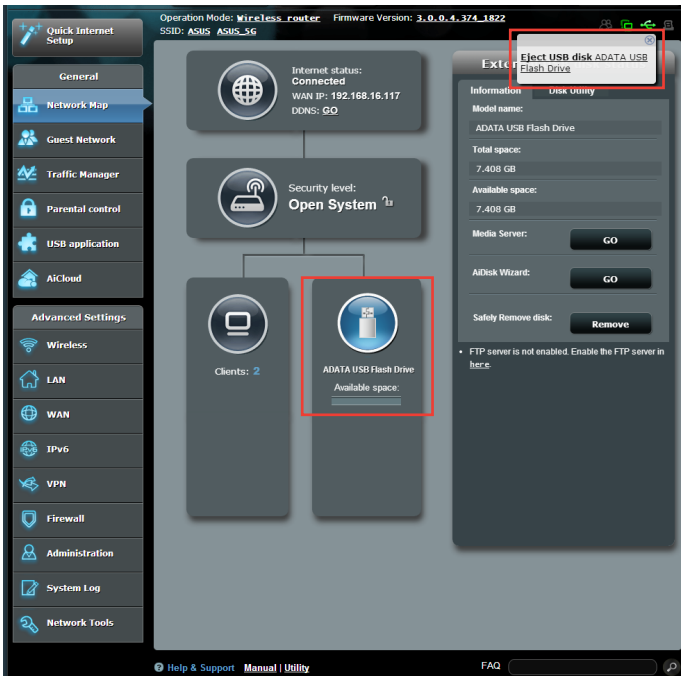 Quick Internet
Setup
Operation Mode: Wireless router Firmware Version: 3.0.0.4.374_1822
SSID: ASUS ASUS_5G
General
Network Map
Guest Network
Traffic Manager
Parental control
USB application
AiCloud
Advanced Settings
Wireless
LAN
WAN
IPv6
VPN
Firewall
Administration
System Log
Network Tools
Internet status:
Connected
WAN IP: 192.168.16.117
DDNS: GO
Security level:
Open System
Clients: 2
ADATA USB Flash Drive
Available space:
Eject USB disk ADATA USB
Flash Drive
Information Disk Utility
Model name:
ADATA USB Flash Drive
Total space:
7.408 GB
Available space:
7.408 GB
Media Server: GO
AiDisk Wizard: GO
Safely Remove disk: Remove
• FTP server is not enabled. Enable the FTP server in
here.
Help & Support Manual | Utility FAQ